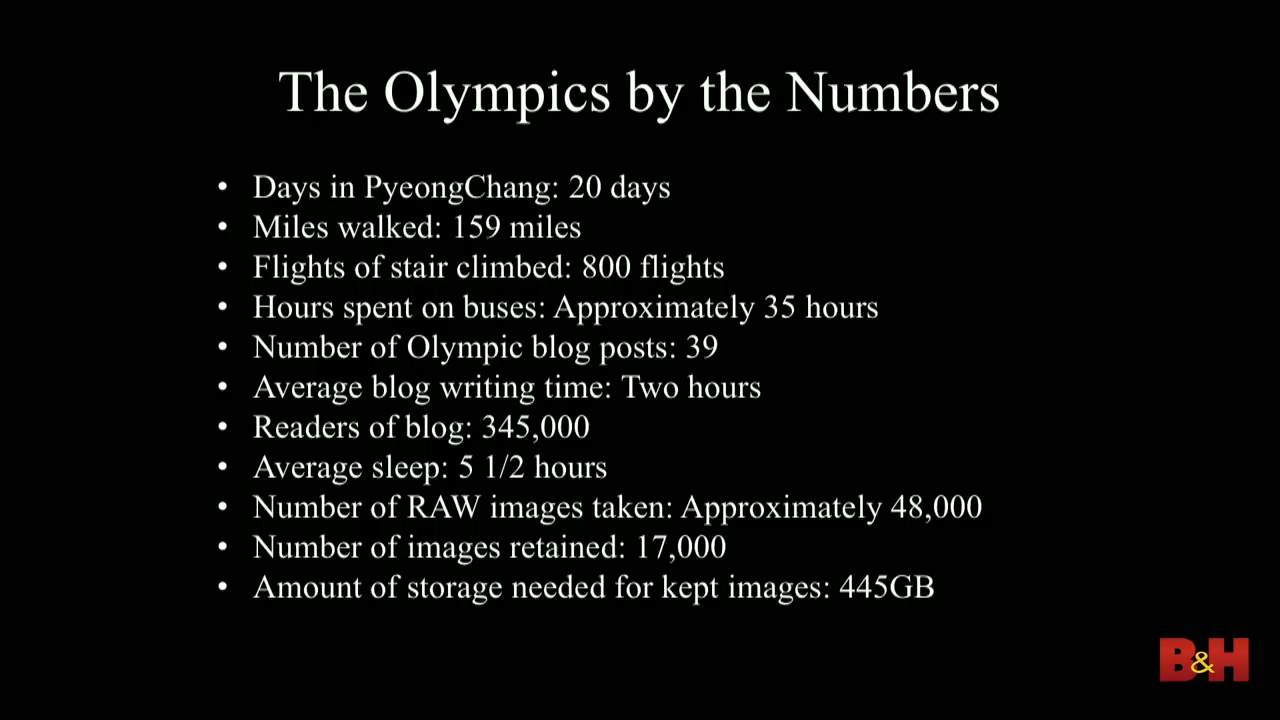 The Olympics by the Numbers
• Days in PyeongChang: 20 days
• Miles walked: 159 miles
• Flights of stair climbed: 800 flights
• Hours spent on buses: Approximately 35 hours
• Number of Olympic blog posts: 39
• Average blog writing time: Two hours
• Readers of blog: 345,000
• Average sleep: 5 1/2 hours
• Number of RAW images taken: Approximately 48,000
• Number of images retained: 17,000
• Amount of storage needed for kept images: 445GB
B&H